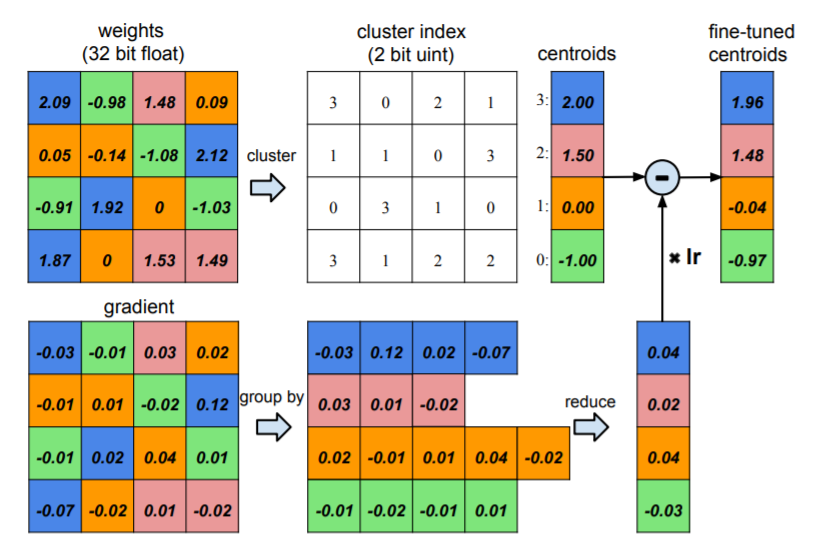 weights
(32 bit float)
cluster index
(2 bit uint)
centroids
fine-tuned
centroids
2.09 -0.98 1.48 0.09
0.05 -0.14 -1.08 2.12
-0.91 1.92 0 -1.03
1.87 0 1.53 1.49
cluster
3 0 2 1
1 1 0 3
0 3 1 0
3 1 2 2
3: 2.00
2: 1.50
1: 0.00
0: -1.00
-
1.96
1.48
-0.04
-0.97
× lr
gradient
-0.03 -0.01 0.03 0.02
-0.01 0.01 -0.02 0.12
-0.01 0.02 0.04 0.01
-0.07 -0.02 0.01 -0.02
group by
-0.03 0.12 0.02 -0.07
0.03 0.01 -0.02
0.02 -0.01 0.01 0.04 -0.02
-0.01 -0.02 -0.01 0.01
reduce
0.04
0.02
0.04
-0.03